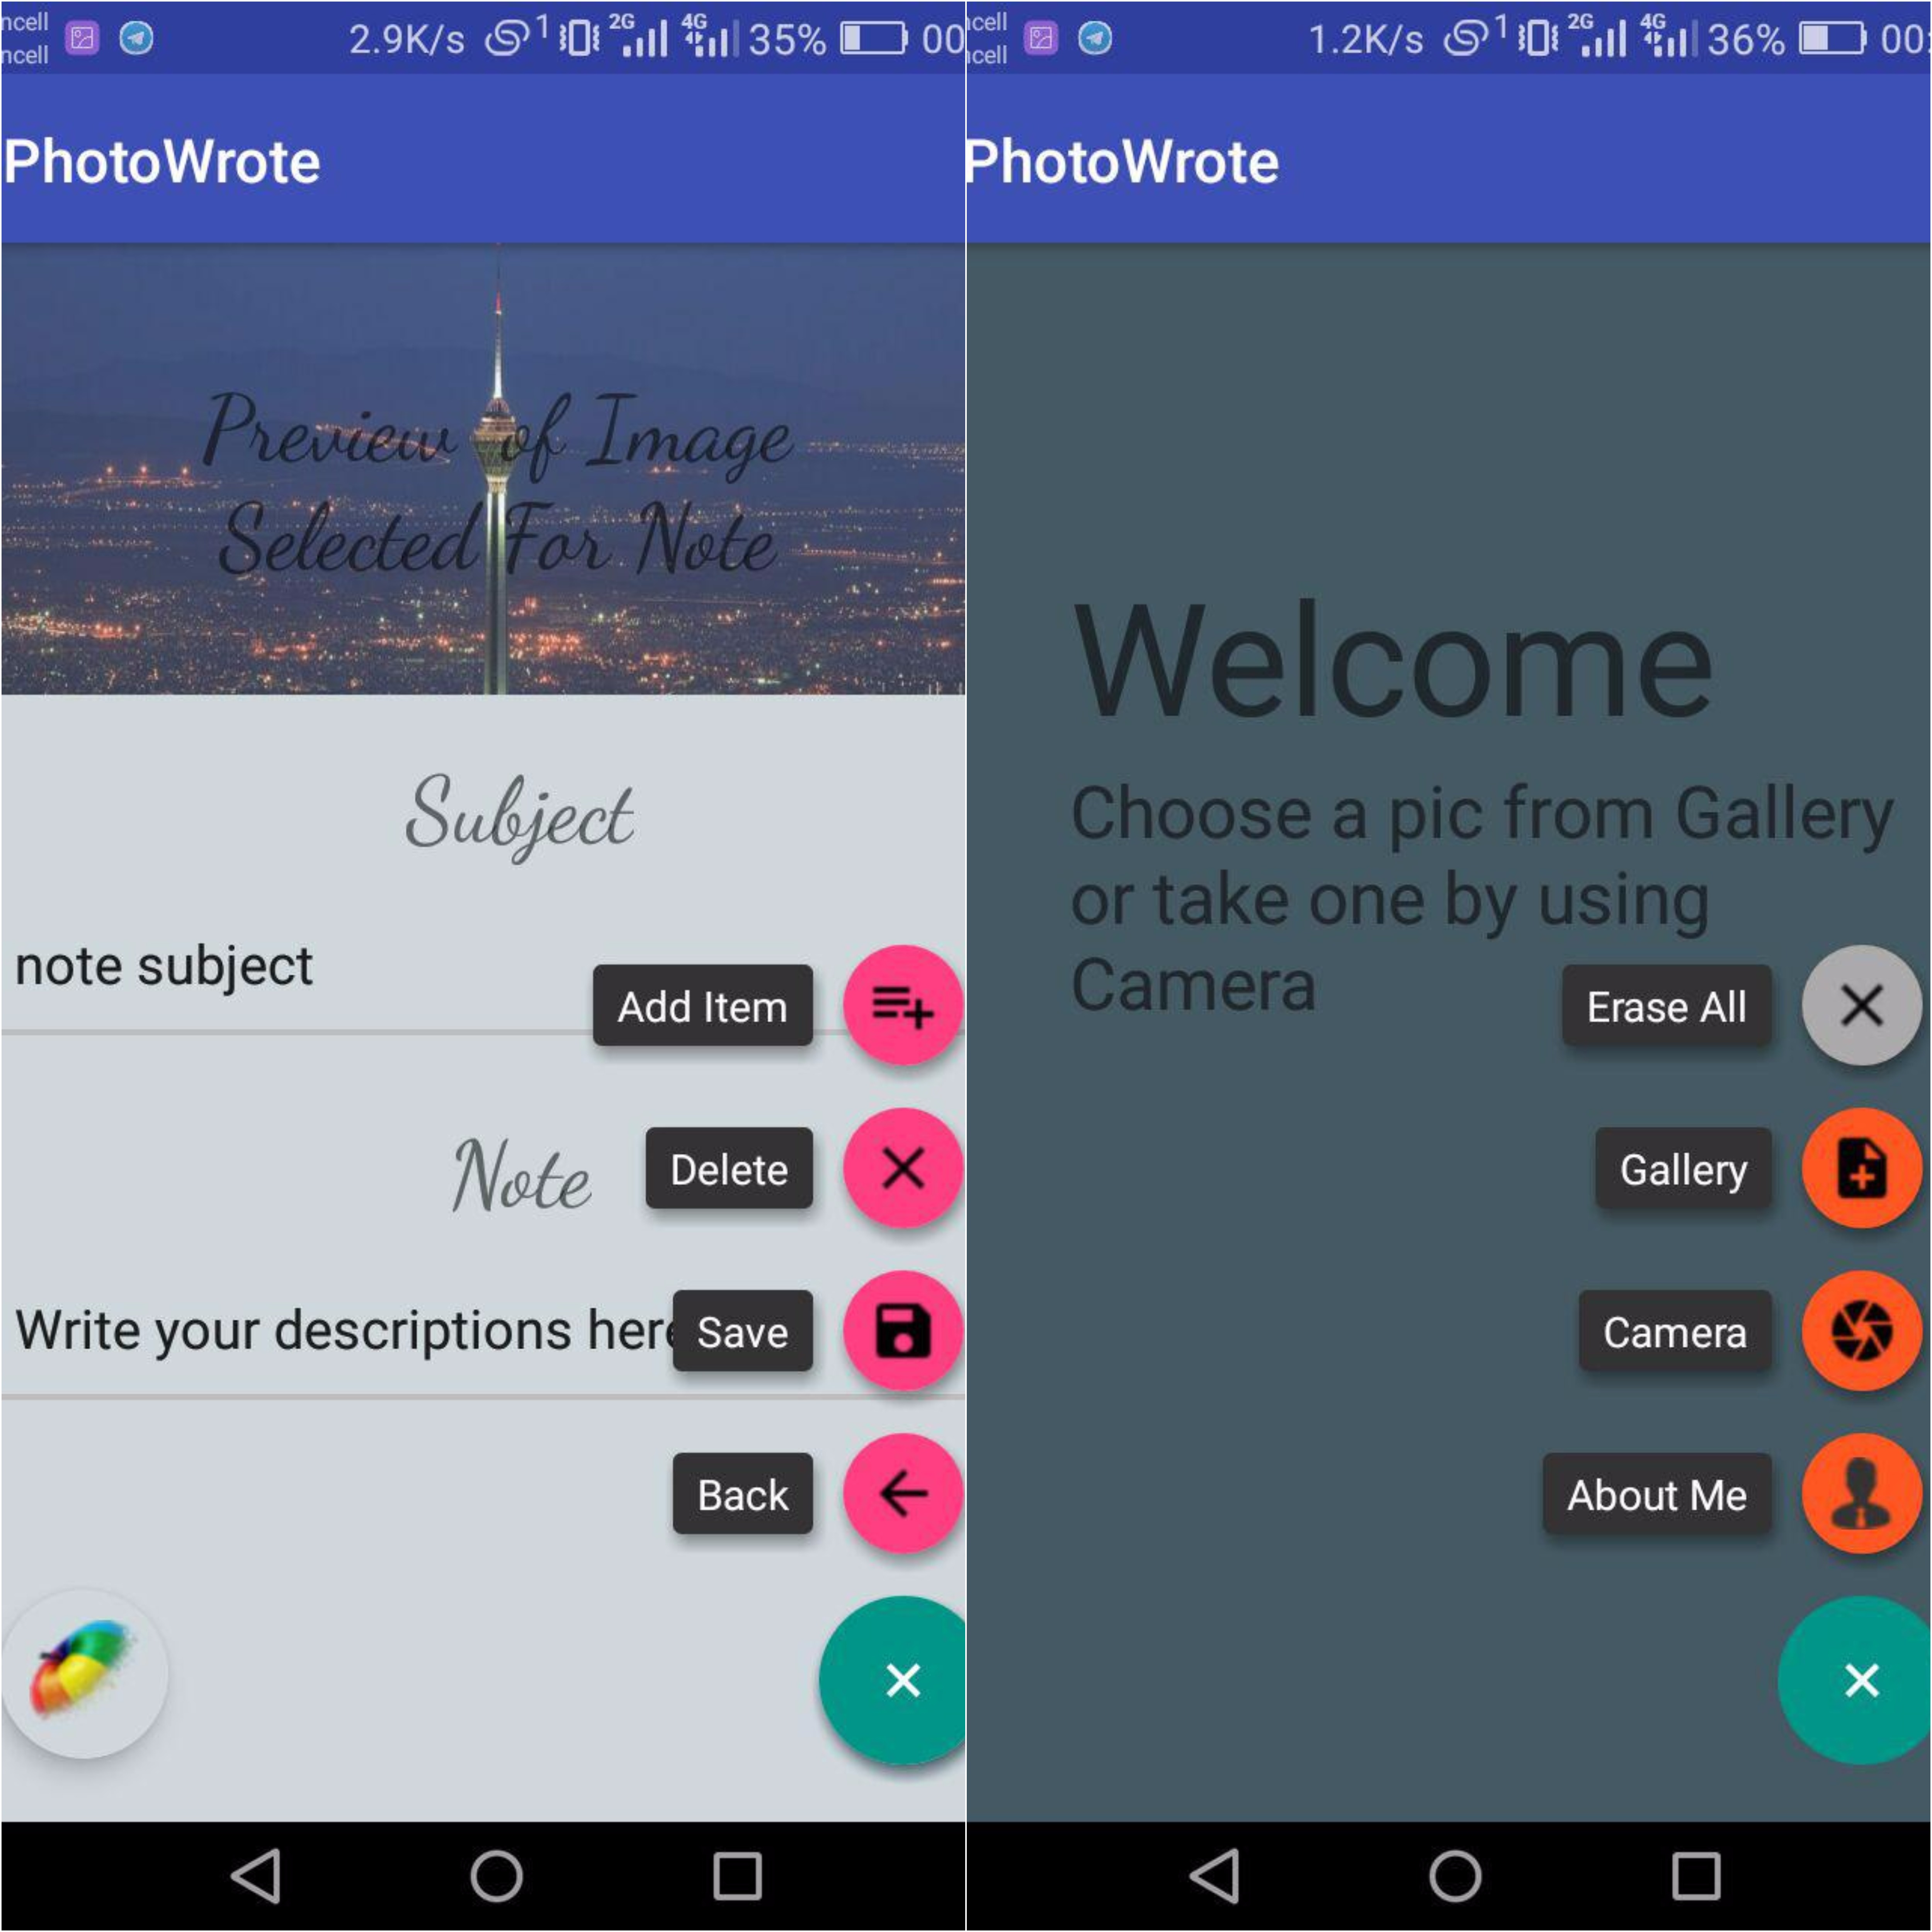 ncell
ncell
2.9K/s 1 2G 4G 35% 00
PhotoWrote
Preview of Image
Selected For Note
Subject
note subject
Add Item
Note
Delete
Write your descriptions here
Save
Back
ncell
ncell
1.2K/s 1 2G 4G 36% 00:
PhotoWrote
Welcome
Choose a pic from Gallery
or take one by using
Camera
Erase All
Gallery
Camera
About Me